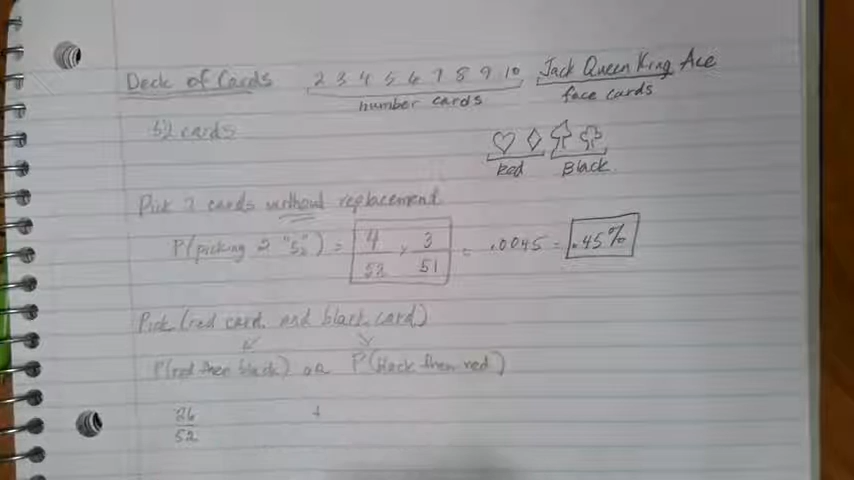 Deck of Cards 2 3 4 5 6 7 8 9 10 Jack Queen King Ace
number cards face cards
52 cards
Red Black
Pick 2 cards without replacement
P(picking 2 "5s") = 4/52 × 3/51 = .0045 = .45%
Pick (red card and black card)
P(red then black) or P(black then red)
26/52 +